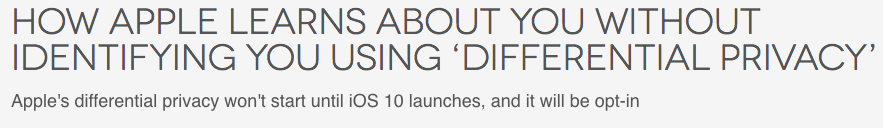 HOW APPLE LEARNS ABOUT YOU WITHOUT
IDENTIFYING YOU USING ‘DIFFERENTIAL PRIVACY’
Apple's differential privacy won't start until iOS 10 launches, and it will be opt-in